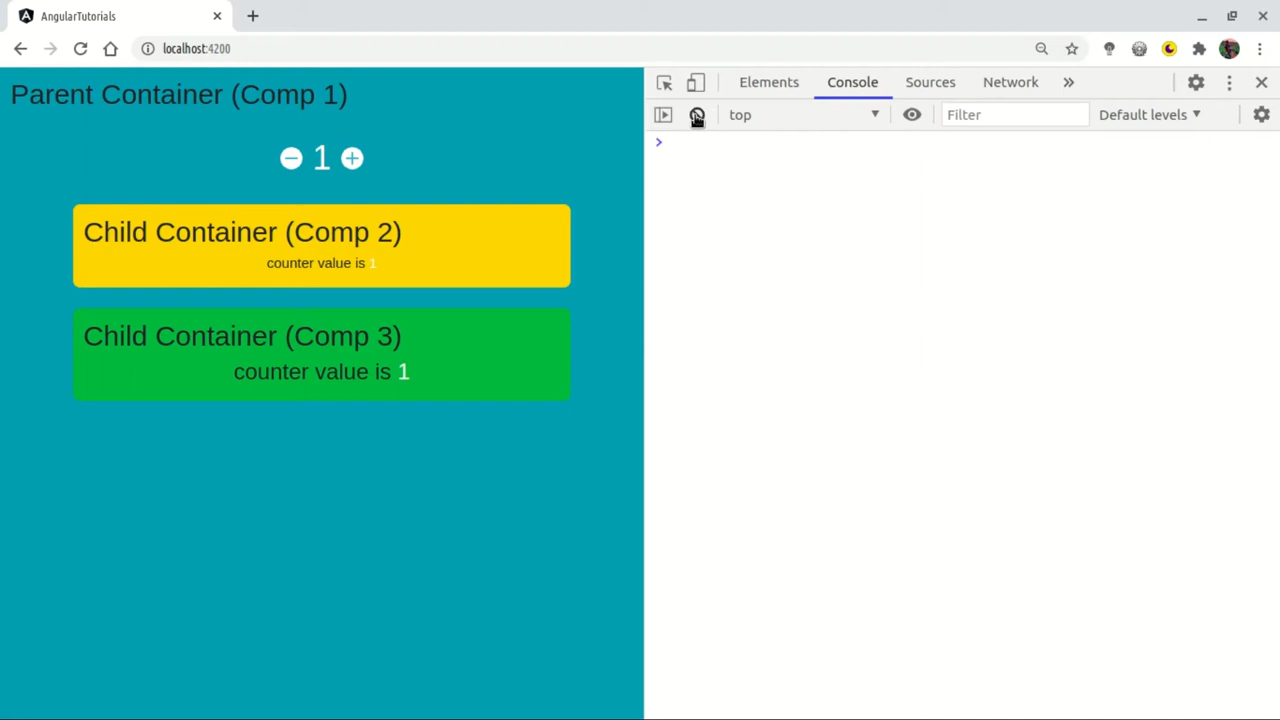 AngularTutorials
localhost:4200
Parent Container (Comp 1)
1
Child Container (Comp 2)
counter value is 1
Child Container (Comp 3)
counter value is 1
Elements Console Sources Network
top Filter Default levels